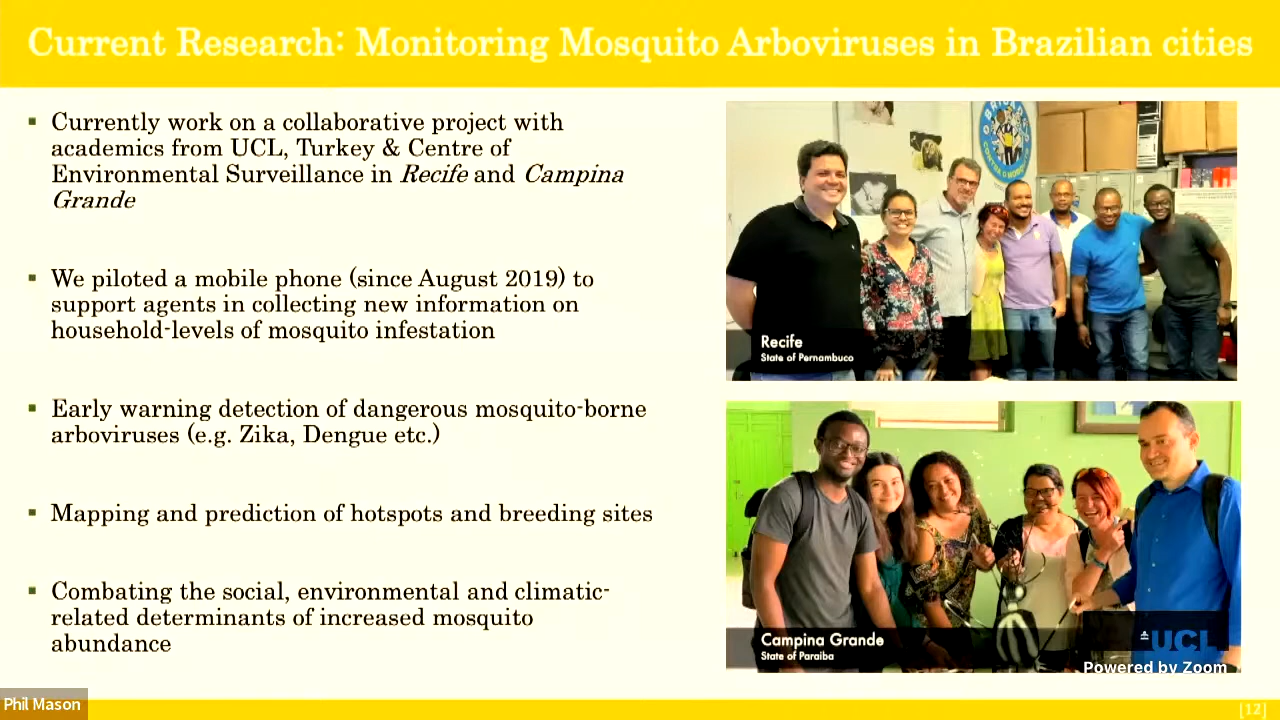 Current Research: Monitoring Mosquito Arboviruses in Brazilian cities
▪ Currently work on a collaborative project with
academics from UCL, Turkey & Centre of
Environmental Surveillance in Recife and Campina
Grande
▪ We piloted a mobile phone (since August 2019) to
support agents in collecting new information on
household-levels of mosquito infestation
▪ Early warning detection of dangerous mosquito-borne
arboviruses (e.g. Zika, Dengue etc.)
▪ Mapping and prediction of hotspots and breeding sites
▪ Combating the social, environmental and climatic-
related determinants of increased mosquito
abundance
Recife
State of Pernambuco
Campina Grande
State of Paraiba
UCL
Powered by Zoom
Phil Mason
[12]